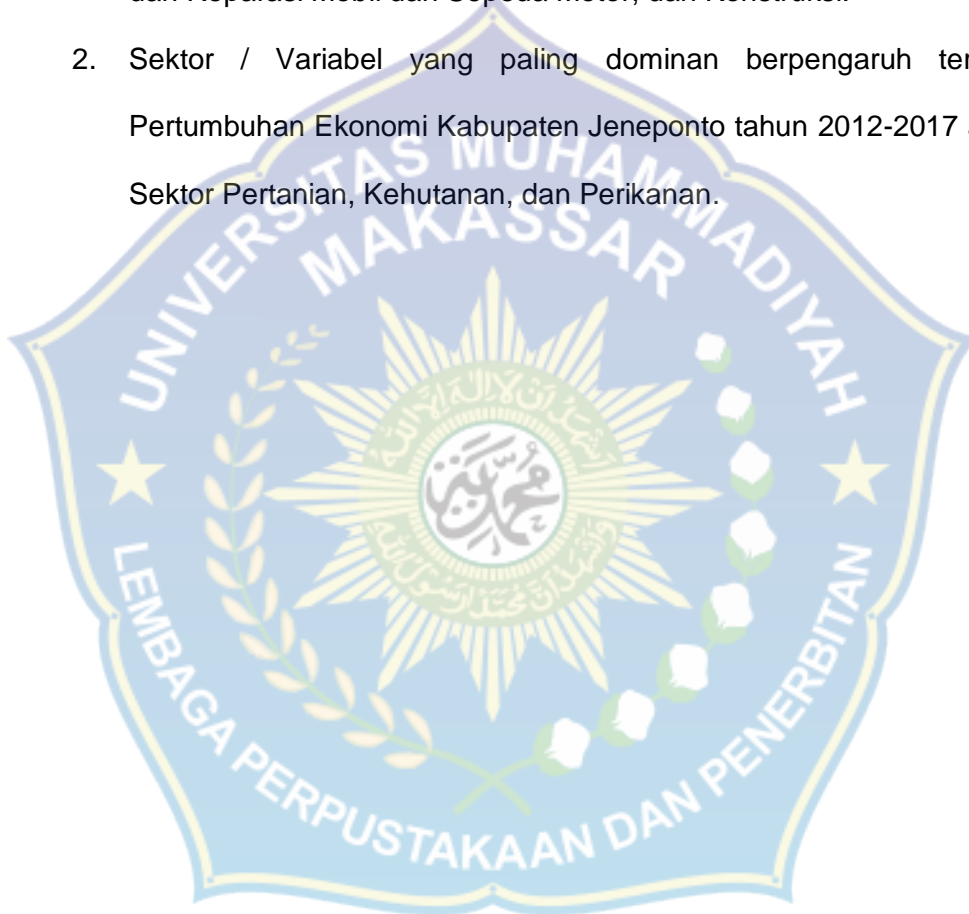 dan Reparasi Mobil dan Sepeda Motor, dan Konstruksi.
2. Sektor / Variabel yang paling dominan berpengaruh ter
Pertumbuhan Ekonomi Kabupaten Jeneponto tahun 2012-2017
Sektor Pertanian, Kehutanan, dan Perikanan.
UNIVERSITAS MUHAMMADIYAH
MAKASSAR
LEMBAGA PERPUSTAKAAN DAN PENERBITAN